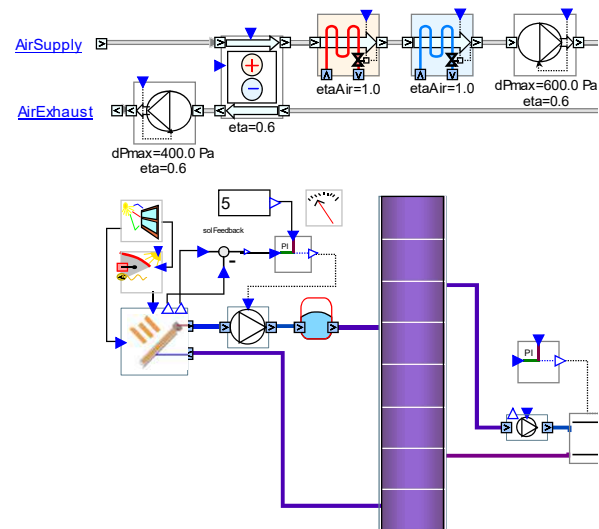 AirSupply
etaAir=1.0
etaAir=1.0
dPmax=600.0 Pa
eta=0.6
AirExhaust
eta=0.6
dPmax=400.0 Pa
eta=0.6
5
solFeedback
PI
PI